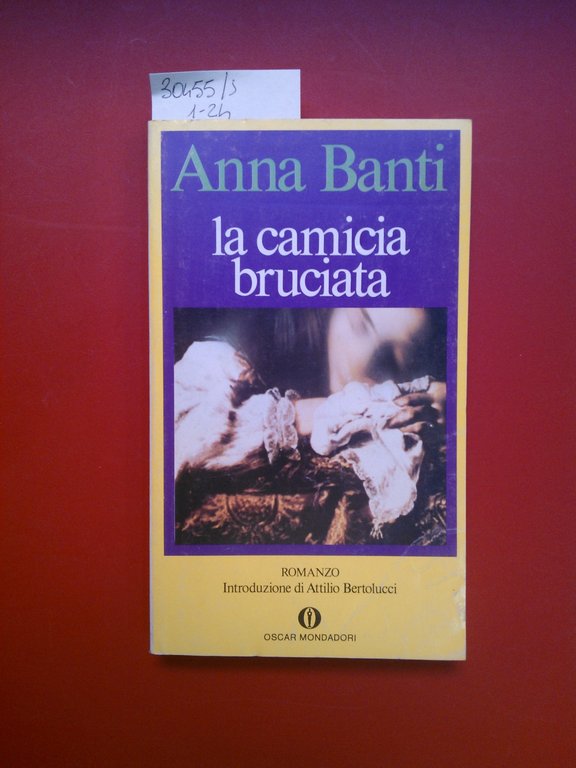 30455/3
1-24
Anna Banti
la camicia
bruciata
ROMANZO
Introduzione di Attilio Bertolucci
OSCAR MONDADORI